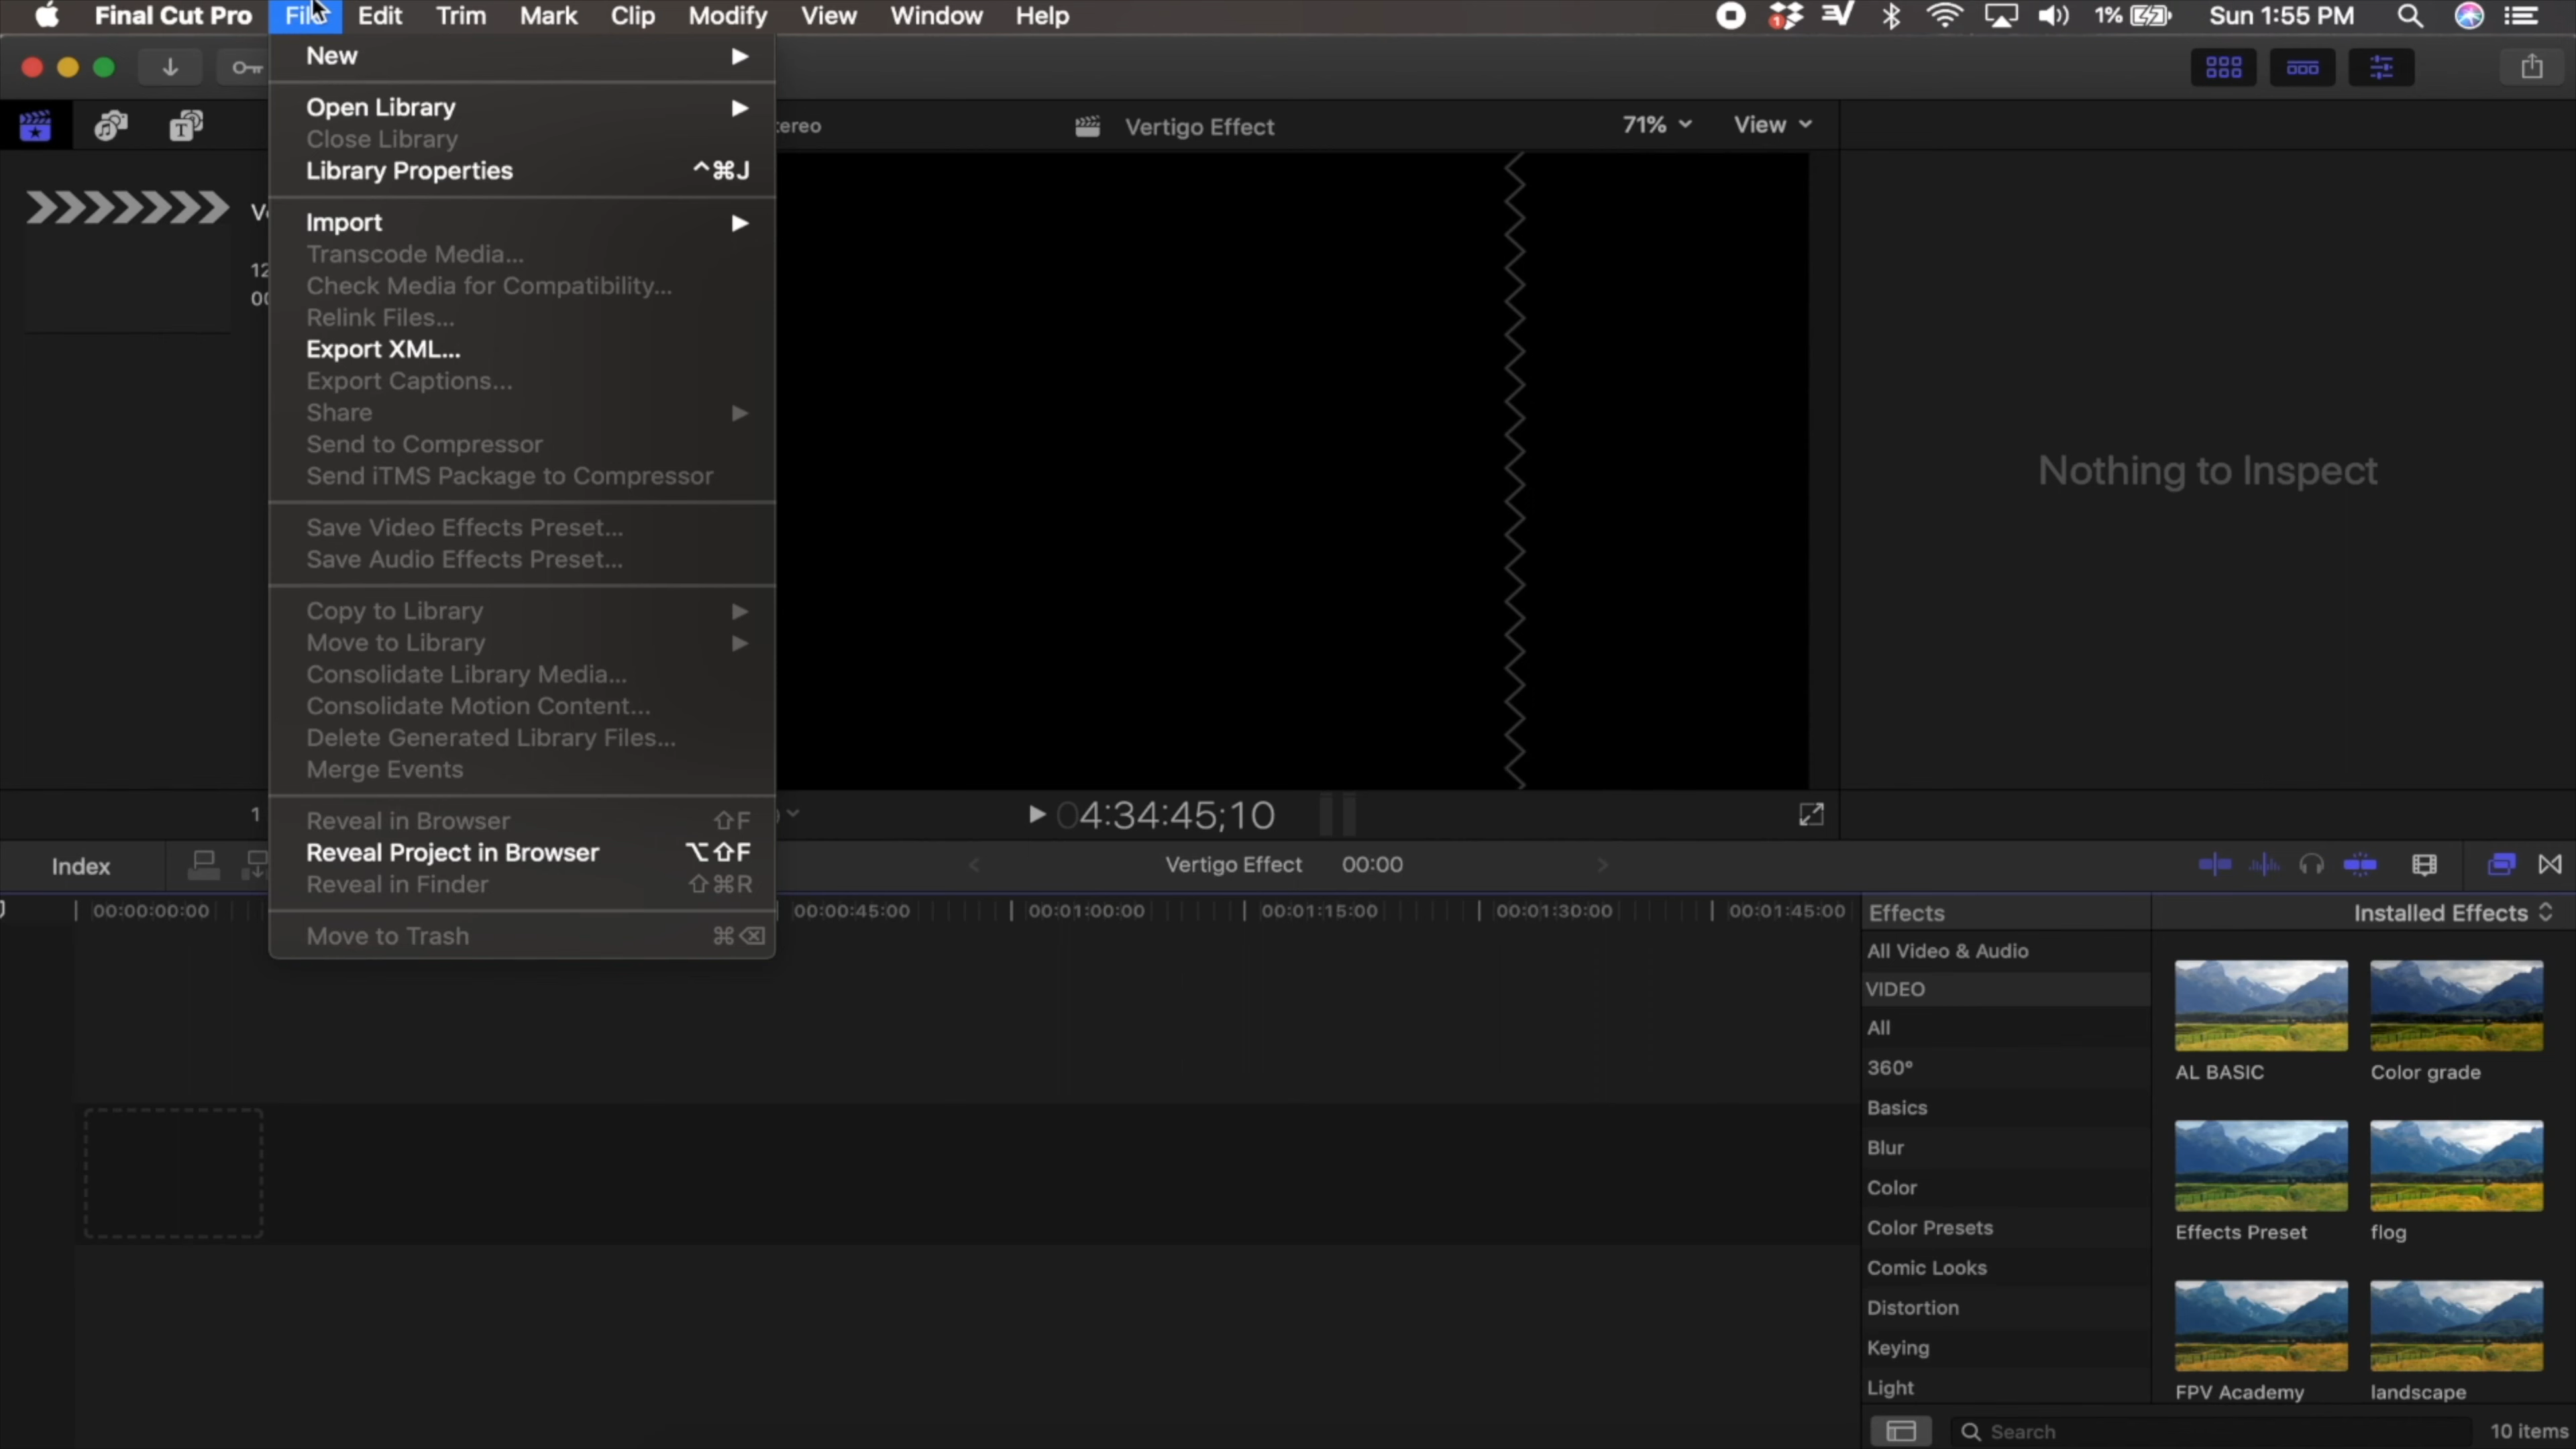 Final Cut Pro File Edit Trim Mark Clip Modify View Window Help 1 1% Sun 1:55 PM
New
Open Library
Close Library
Library Properties ^⌘J
Import
Transcode Media...
Check Media for Compatibility...
Relink Files...
Export XML...
Export Captions...
Share
Send to Compressor
Send iTMS Package to Compressor
Save Video Effects Preset...
Save Audio Effects Preset...
Copy to Library
Move to Library
Consolidate Library Media...
Consolidate Motion Content...
Delete Generated Library Files...
Merge Events
Reveal in Browser ⇧F
Reveal Project in Browser ⌥⇧F
Reveal in Finder ⇧⌘R
Move to Trash ⌘⌫
tereo Vertigo Effect 71% View
T
Ve
12
00
Nothing to Inspect
1
04:34:45;10
Index Vertigo Effect 00:00
00:00:00:00 00:00:45:00 00:01:00:00 00:01:15:00 00:01:30:00 00:01:45:00
Effects Installed Effects
All Video & Audio
VIDEO
All
360°
Basics
Blur
Color
Color Presets
Comic Looks
Distortion
Keying
Light
AL BASIC Color grade
Effects Preset flog
FPV Academy landscape
Search 10 items